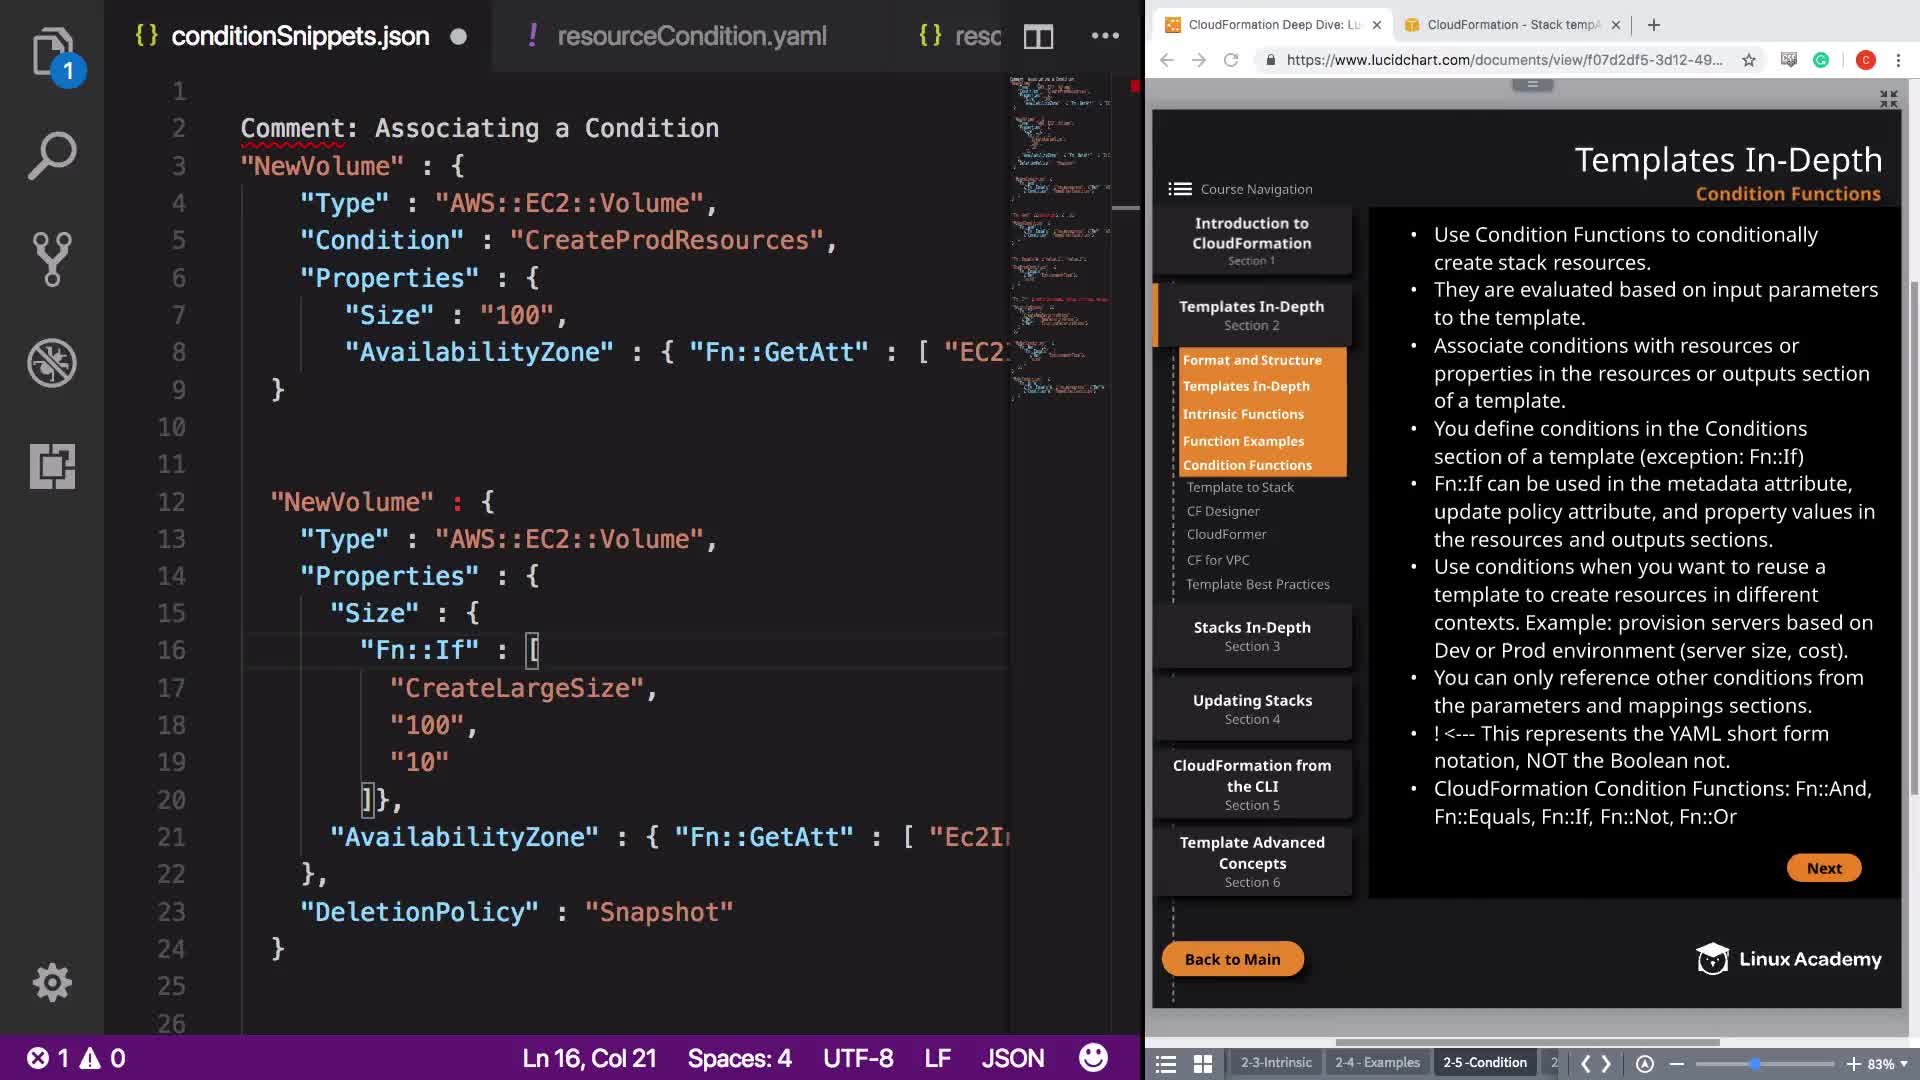 conditionSnippets.json
resourceCondition.yaml
resc
1
1
2 Comment: Associating a Condition
3 "NewVolume" : {
4 "Type" : "AWS::EC2::Volume",
5 "Condition" : "CreateProdResources",
6 "Properties" : {
7 "Size" : "100",
8 "AvailabilityZone" : { "Fn::GetAtt" : [ "EC2I
9 }
10
11
12 "NewVolume" : {
13 "Type" : "AWS::EC2::Volume",
14 "Properties" : {
15 "Size" : {
16 "Fn::If" : [
17 "CreateLargeSize",
18 "100",
19 "10"
20 ]},
21 "AvailabilityZone" : { "Fn::GetAtt" : [ "Ec2I
22 },
23 "DeletionPolicy" : "Snapshot"
24 }
25
26
1 0
Ln 16, Col 21 Spaces: 4 UTF-8 LF JSON
CloudFormation Deep Dive: Lu
CloudFormation - Stack temp
https://www.lucidchart.com/documents/view/f07d2df5-3d12-49...
C
Templates In-Depth
Condition Functions
Course Navigation
Introduction to
CloudFormation
Section 1
Templates In-Depth
Section 2
Format and Structure
Templates In-Depth
Intrinsic Functions
Function Examples
Condition Functions
Template to Stack
CF Designer
CloudFormer
CF for VPC
Template Best Practices
Stacks In-Depth
Section 3
Updating Stacks
Section 4
CloudFormation from
the CLI
Section 5
Template Advanced
Concepts
Section 6
Back to Main
• Use Condition Functions to conditionally
create stack resources.
• They are evaluated based on input parameters
to the template.
• Associate conditions with resources or
properties in the resources or outputs section
of a template.
• You define conditions in the Conditions
section of a template (exception: Fn::If)
• Fn::If can be used in the metadata attribute,
update policy attribute, and property values in
the resources and outputs sections.
• Use conditions when you want to reuse a
template to create resources in different
contexts. Example: provision servers based on
Dev or Prod environment (server size, cost).
• You can only reference other conditions from
the parameters and mappings sections.
• ! <--- This represents the YAML short form
notation, NOT the Boolean not.
• CloudFormation Condition Functions: Fn::And,
Fn::Equals, Fn::If, Fn::Not, Fn::Or
Next
Linux Academy
2-3-Intrinsic
2-4 - Examples
2-5 -Condition
2
83%